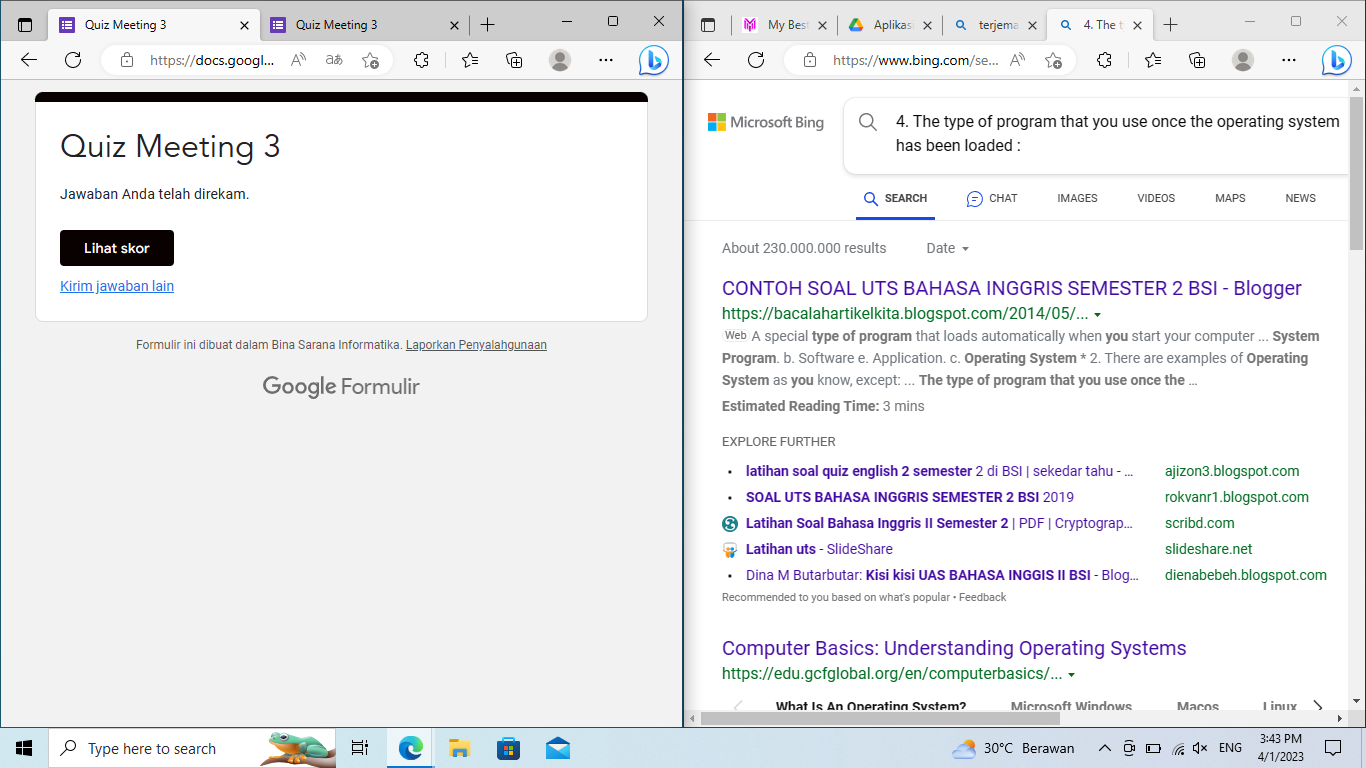 Quiz Meeting 3
Quiz Meeting 3
https://docs.googl...
Quiz Meeting 3
Jawaban Anda telah direkam.
Lihat skor
Kirim jawaban lain
Formulir ini dibuat dalam Bina Sarana Informatika. Laporkan Penyalahgunaan
Google Formulir
My Best
Aplikas
terjema
4. The t
https://www.bing.com/se...
Microsoft Bing
4. The type of program that you use once the operating system
has been loaded :
SEARCH
CHAT
IMAGES
VIDEOS
MAPS
NEWS
About 230.000.000 results
Date
CONTOH SOAL UTS BAHASA INGGRIS SEMESTER 2 BSI - Blogger
https://bacalahartikelkita.blogspot.com/2014/05/...
Web A special type of program that loads automatically when you start your computer ... System
Program. b. Software e. Application. c. Operating System * 2. There are examples of Operating
System as you know, except: ... The type of program that you use once the ...
Estimated Reading Time: 3 mins
EXPLORE FURTHER
latihan soal quiz english 2 semester 2 di BSI | sekedar tahu - ... ajizon3.blogspot.com
SOAL UTS BAHASA INGGRIS SEMESTER 2 BSI 2019 rokvanr1.blogspot.com
Latihan Soal Bahasa Inggris II Semester 2 | PDF | Cryptograp... scribd.com
Latihan uts - SlideShare slideshare.net
Dina M Butarbutar: Kisi kisi UAS BAHASA INGGIS II BSI - Blog... dienabebeh.blogspot.com
Recommended to you based on what's popular • Feedback
Computer Basics: Understanding Operating Systems
https://edu.gcfglobal.org/en/computerbasics/...
What Is An Operating System?
Microsoft Windows
Macos
Linux
Type here to search
30°C Berawan
ENG
3:43 PM
4/1/2023